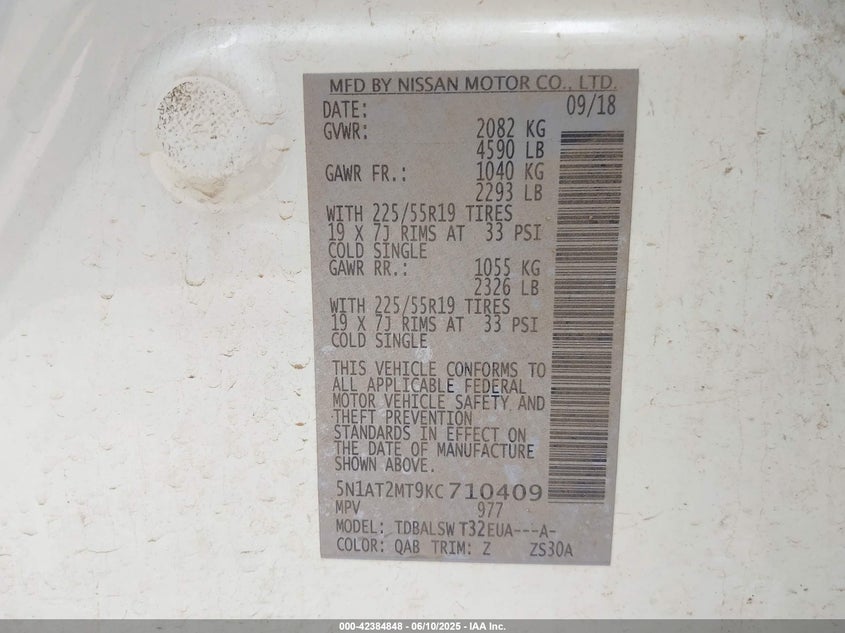 MFD BY NISSAN MOTOR CO., LTD.
DATE: 09/18
GVWR: 2082 KG
4590 LB
GAWR FR.: 1040 KG
2293 LB
WITH 225/55R19 TIRES
19 X 7J RIMS AT 33 PSI
COLD SINGLE
GAWR RR.: 1055 KG
2326 LB
WITH 225/55R19 TIRES
19 X 7J RIMS AT 33 PSI
COLD SINGLE
THIS VEHICLE CONFORMS TO
ALL APPLICABLE FEDERAL
MOTOR VEHICLE SAFETY AND
THEFT PREVENTION
STANDARDS IN EFFECT ON
THE DATE OF MANUFACTURE
SHOWN ABOVE.
5N1AT2MT9KC710409
MPV 977
MODEL: TDBALSW T32EUA---A-
COLOR: QAB TRIM: Z ZS30A
000-42384848 - 06/10/2025 - IAA Inc.